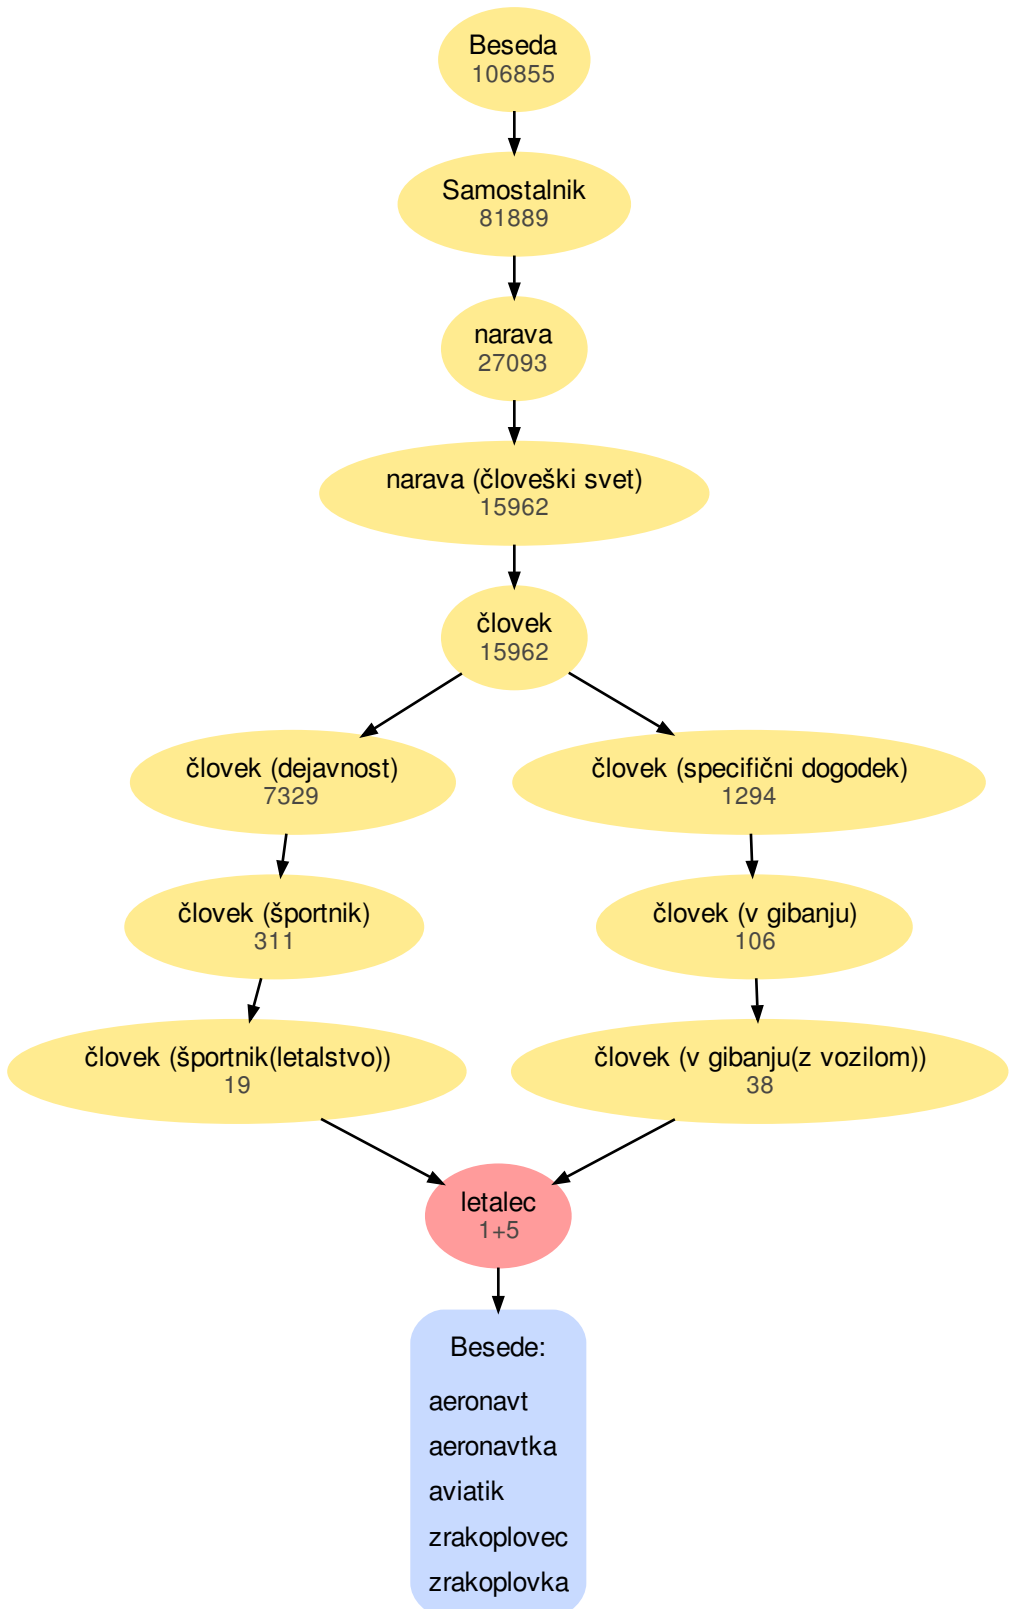 Beseda
106855
Samostalnik
81889
narava
27093
narava (človeški svet)
15962
človek
15962
človek (dejavnost)
7329
človek (specifični dogodek)
1294
človek (športnik)
311
človek (v gibanju)
106
človek (športnik(letalstvo))
19
človek (v gibanju(z vozilom))
38
letalec
1+5
Besede:
aeronavt
aeronavtka
aviatik
zrakoplovec
zrakoplovka